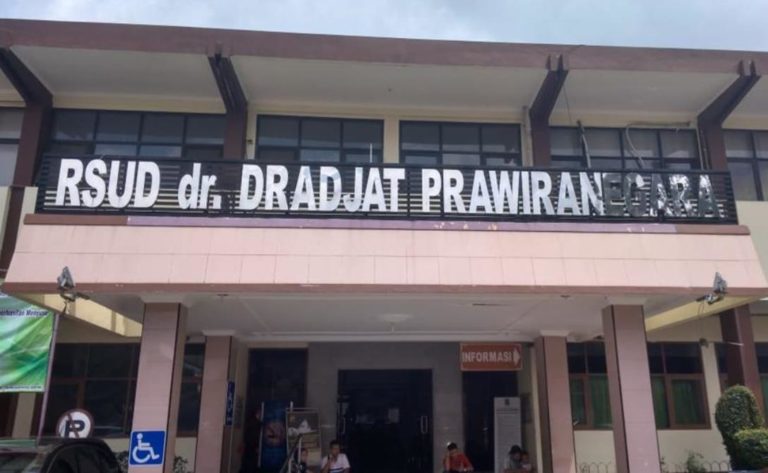 RSUD dr. DRADJAT PRAWIRANEGARA
INFORMASI
P